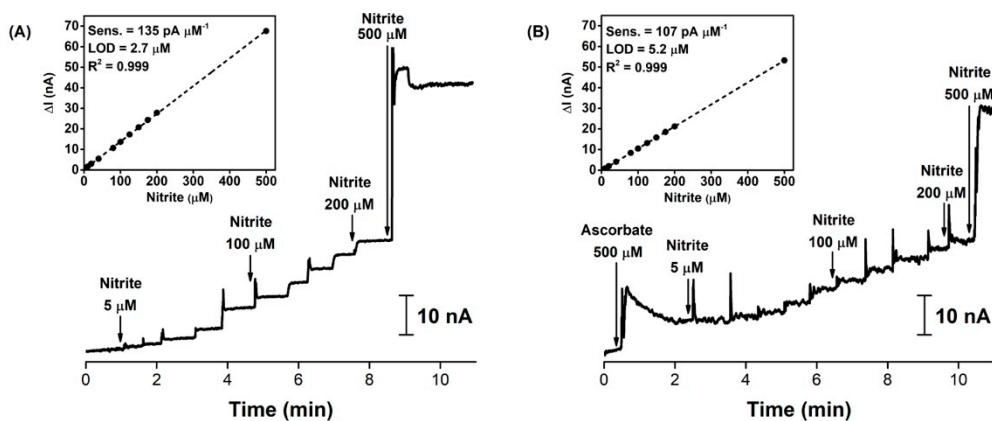 (A)
Sens. = 135 pA μM⁻¹
LOD = 2.7 μM
R² = 0.999
70
60
50
40
30
20
10
0
ΔI (nA)
0 100 200 300 400 500
Nitrite (μM)
Nitrite
500 μM
Nitrite
200 μM
Nitrite
100 μM
Nitrite
5 μM
10 nA
0 2 4 6 8 10
Time (min)
(B)
Sens. = 107 pA μM⁻¹
LOD = 5.2 μM
R² = 0.999
70
60
50
40
30
20
10
0
ΔI (nA)
0 100 200 300 400 500
Nitrite (μM)
Nitrite
500 μM
Nitrite
200 μM
Ascorbate
500 μM
Nitrite
5 μM
Nitrite
100 μM
10 nA
0 2 4 6 8 10
Time (min)